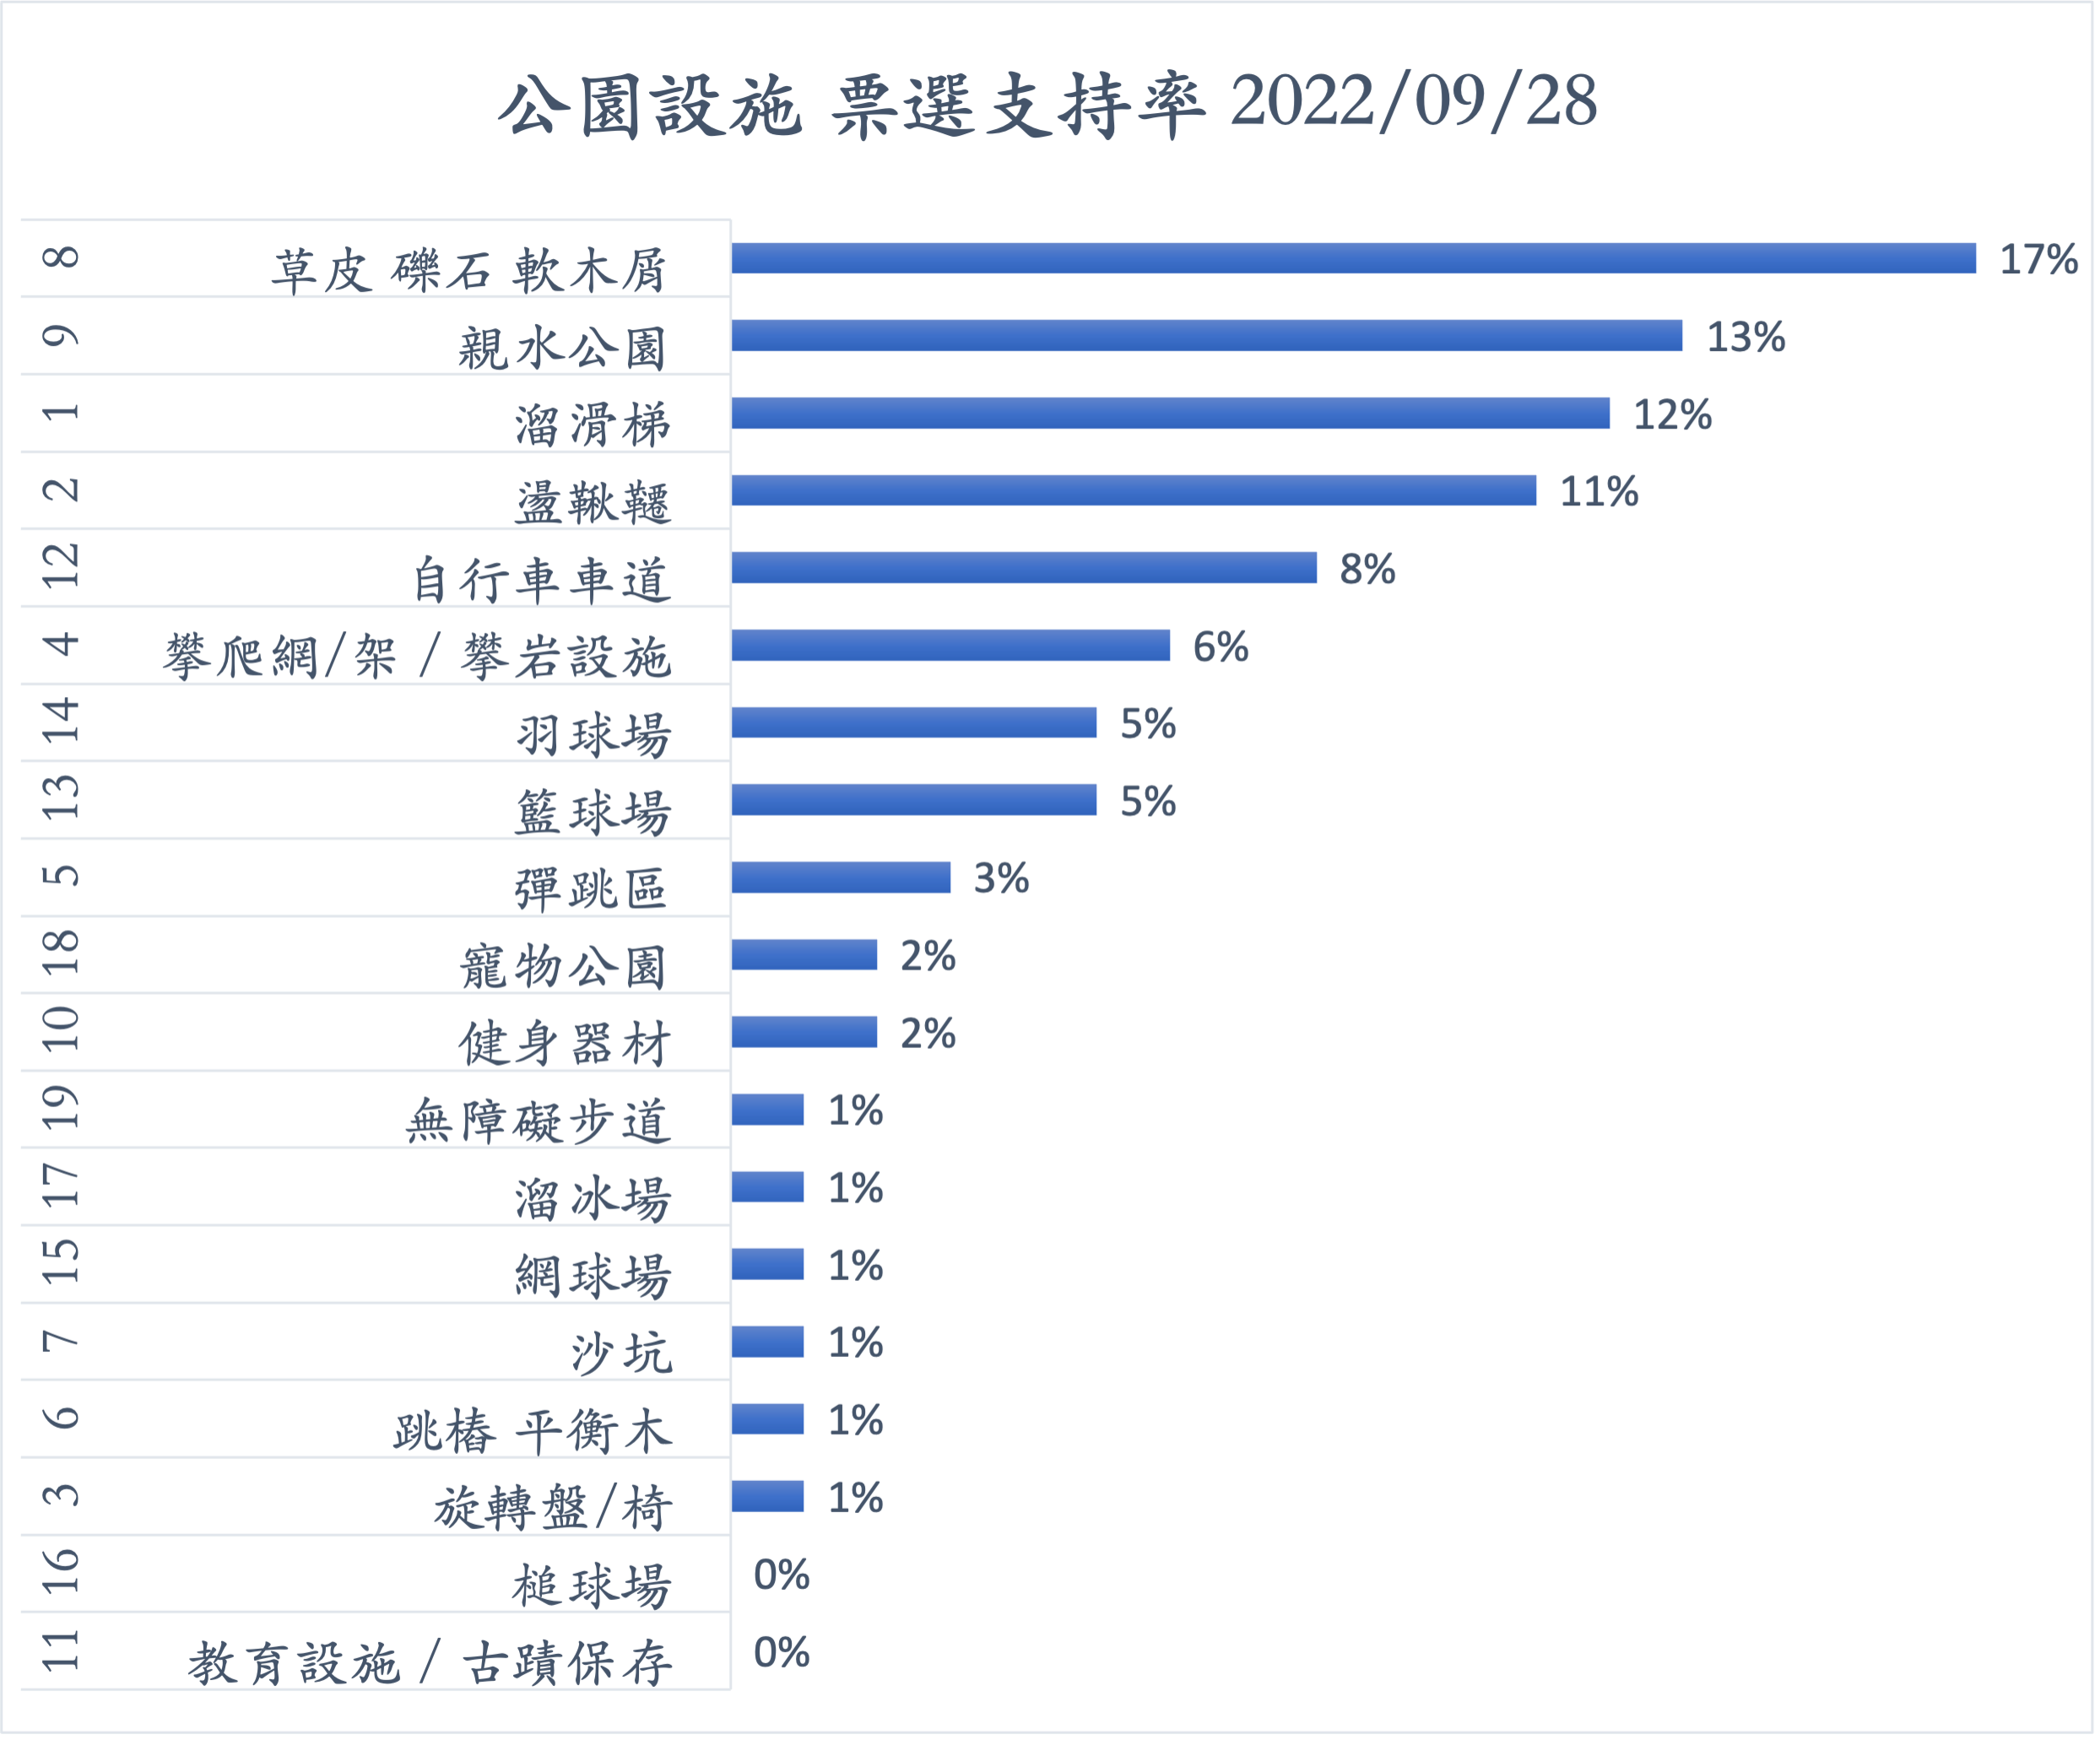 公園設施 票選支持率 2022/09/28
8 草皮 礫石 軟木屑 17%
9 親水公園 13%
1 溜滑梯 12%
2 盪鞦韆 11%
12 自行車車道 8%
4 攀爬網/架 / 攀岩設施 6%
14 羽球場 5%
13 籃球場 5%
5 彈跳區 3%
18 寵物公園 2%
10 健身器材 2%
19 無障礙步道 1%
17 溜冰場 1%
15 網球場 1%
7 沙坑 1%
6 跳樁 平衡木 1%
3 旋轉盤/椅 1%
16 槌球場 0%
11 教育設施 / 古蹟保存 0%